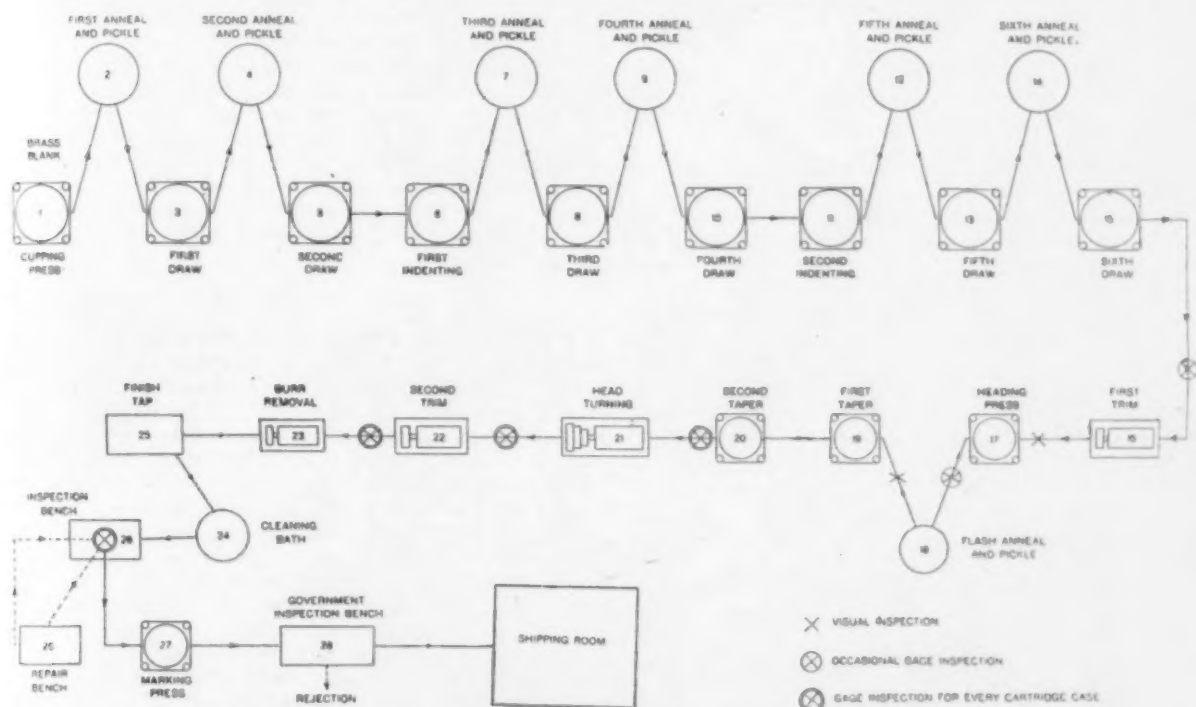 FIRST ANNEAL
AND PICKLE
SECOND ANNEAL
AND PICKLE
THIRD ANNEAL
AND PICKLE
FOURTH ANNEAL
AND PICKLE
FIFTH ANNEAL
AND PICKLE
SIXTH ANNEAL
AND PICKLE.
2
4
7
9
12
14
BRASS
BLANK
1
3
5
6
8
10
11
13
15
CUPPING
PRESS
FIRST
DRAW
SECOND
DRAW
FIRST
INDENTING
THIRD
DRAW
FOURTH
DRAW
SECOND
INDENTING
FIFTH
DRAW
SIXTH
DRAW
FINISH
TAP
BURR
REMOVAL
SECOND
TRIM
HEAD
TURNING
SECOND
TAPER
FIRST
TAPER
HEADING
PRESS
FIRST
TRIM
25
23
22
21
20
19
17
INSPECTION
BENCH
26
24
CLEANING
BATH
18
FLASH ANNEAL
AND PICKLE
GOVERNMENT
INSPECTION BENCH
26
REPAIR
BENCH
27
MARKING
PRESS
28
REJECTION
SHIPPING ROOM
VISUAL INSPECTION
OCCASIONAL GAGE INSPECTION
GAGE INSPECTION FOR EVERY CARTRIDGE CASE